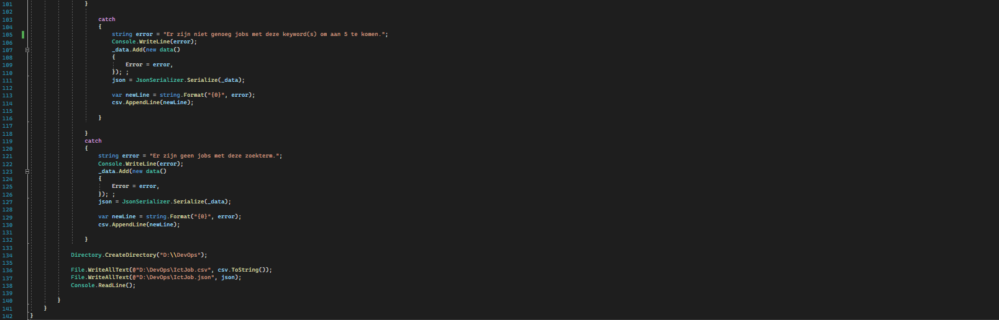 101 }
102
103 catch
104 {
105 string error = "Er zijn niet genoeg jobs met deze keyword(s) om aan 5 te komen.";
106 Console.WriteLine(error);
107 _data.Add(new data()
108 {
109 Error = error,
110 }); ;
111 json = JsonSerializer.Serialize(_data);
112
113 var newLine = string.Format("{0}", error);
114 csv.AppendLine(newLine);
115
116 }
117
118 }
119 catch
120 {
121 string error = "Er zijn geen jobs met deze zoekterm.";
122 Console.WriteLine(error);
123 _data.Add(new data()
124 {
125 Error = error,
126 }); ;
127 json = JsonSerializer.Serialize(_data);
128
129 var newLine = string.Format("{0}", error);
130 csv.AppendLine(newLine);
131
132 }
133
134 Directory.CreateDirectory("D:\\DevOps");
135
136 File.WriteAllText(@"D:\DevOps\IctJob.csv", csv.ToString());
137 File.WriteAllText(@"D:\DevOps\IctJob.json", json);
138 Console.ReadLine();
139
140 }
141 }
142 }